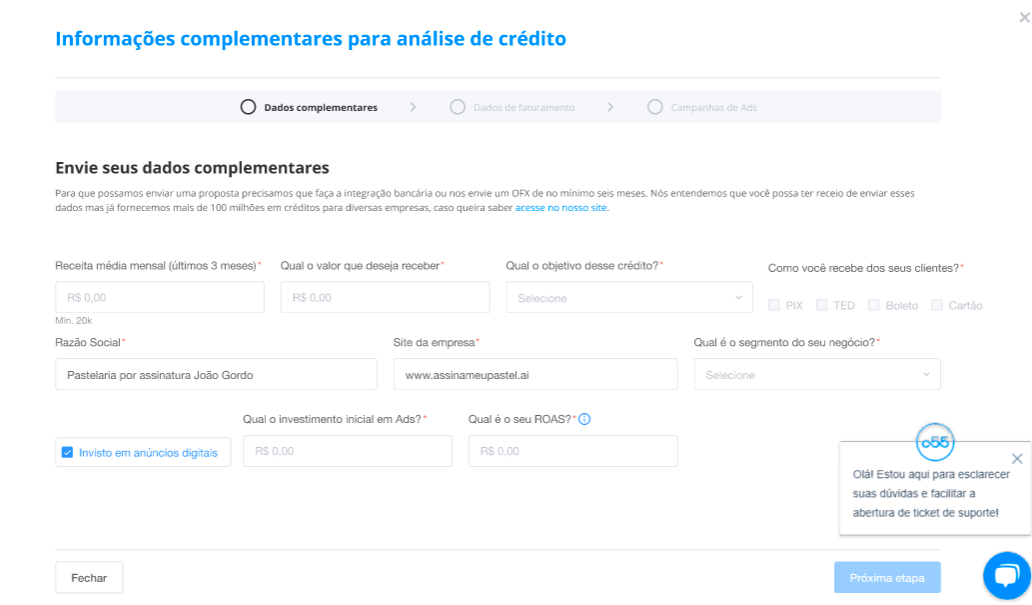 Informações complementares para análise de crédito
Dados complementares > Dados de faturamento > Campanhas de Ads
Envie seus dados complementares
Para que possamos enviar uma proposta precisamos que faça a integração bancária ou nos envie um OFX de no mínimo seis meses. Nós entendemos que você possa ter receio de enviar esses
dados mas já fornecemos mais de 100 milhões em créditos para diversas empresas, caso queira saber acesse no nosso site.
Receita média mensal (últimos 3 meses)* Qual o valor que deseja receber* Qual o objetivo desse crédito?* Como você recebe dos seus clientes?*
R$ 0,00 R$ 0,00 Selecione PIX TED Boleto Cartão
Min. 20k
Razão Social* Site da empresa* Qual é o segmento do seu negócio?*
Pastelaria por assinatura João Gordo www.assinameupastel.ai Selecione
Qual o investimento inicial em Ads?* Qual é o seu ROAS?*
Invisto em anúncios digitais R$ 0,00 R$ 0,00
o55
Olá! Estou aqui para esclarecer
suas dúvidas e facilitar a
abertura de ticket de suporte!
Fechar Próxima etapa